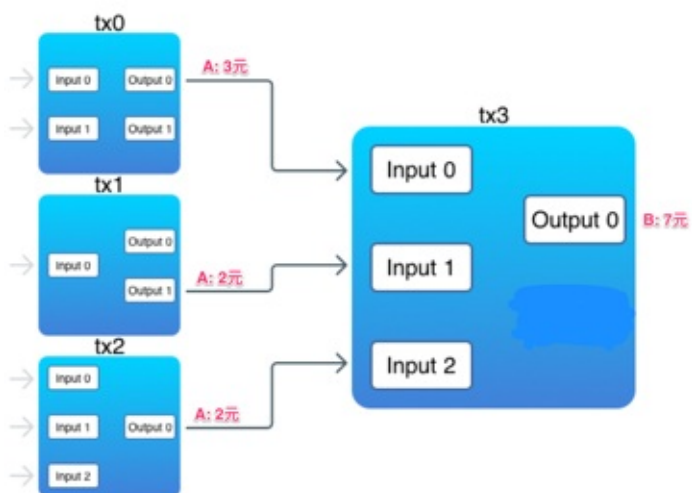 tx0
Input 0
Output 0
A: 3元
Input 1
Output 1
tx1
Output 0
Input 0
Output 1
A: 2元
tx2
Input 0
Input 1
Output 0
A: 2元
Input 2
tx3
Input 0
Output 0
B: 7元
Input 1
Input 2